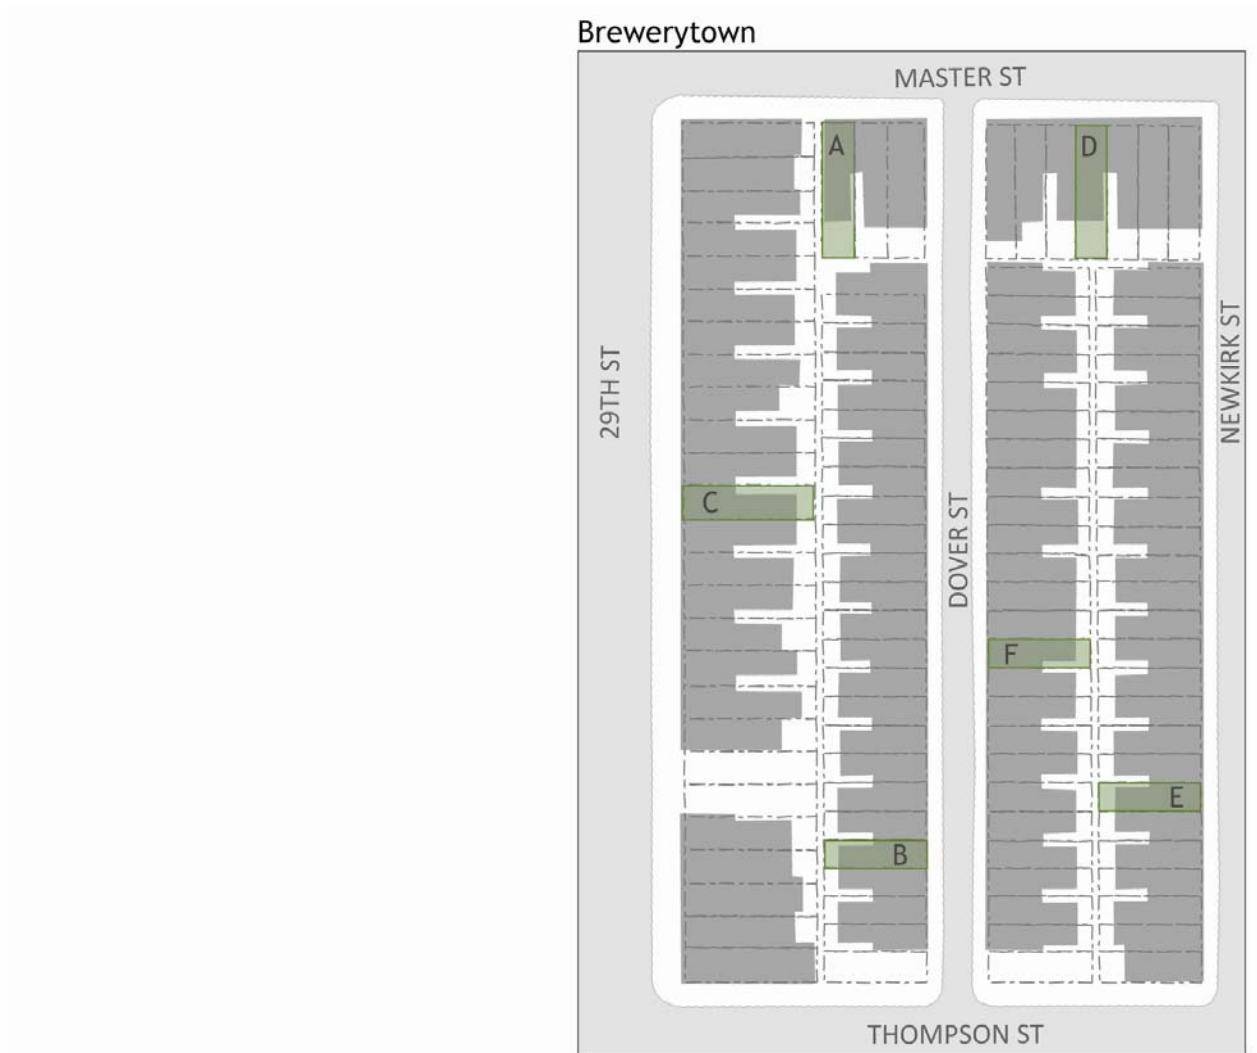 Brewerytown
MASTER ST
A
D
29TH ST
NEWKIRK ST
C
DOVER ST
F
E
B
THOMPSON ST